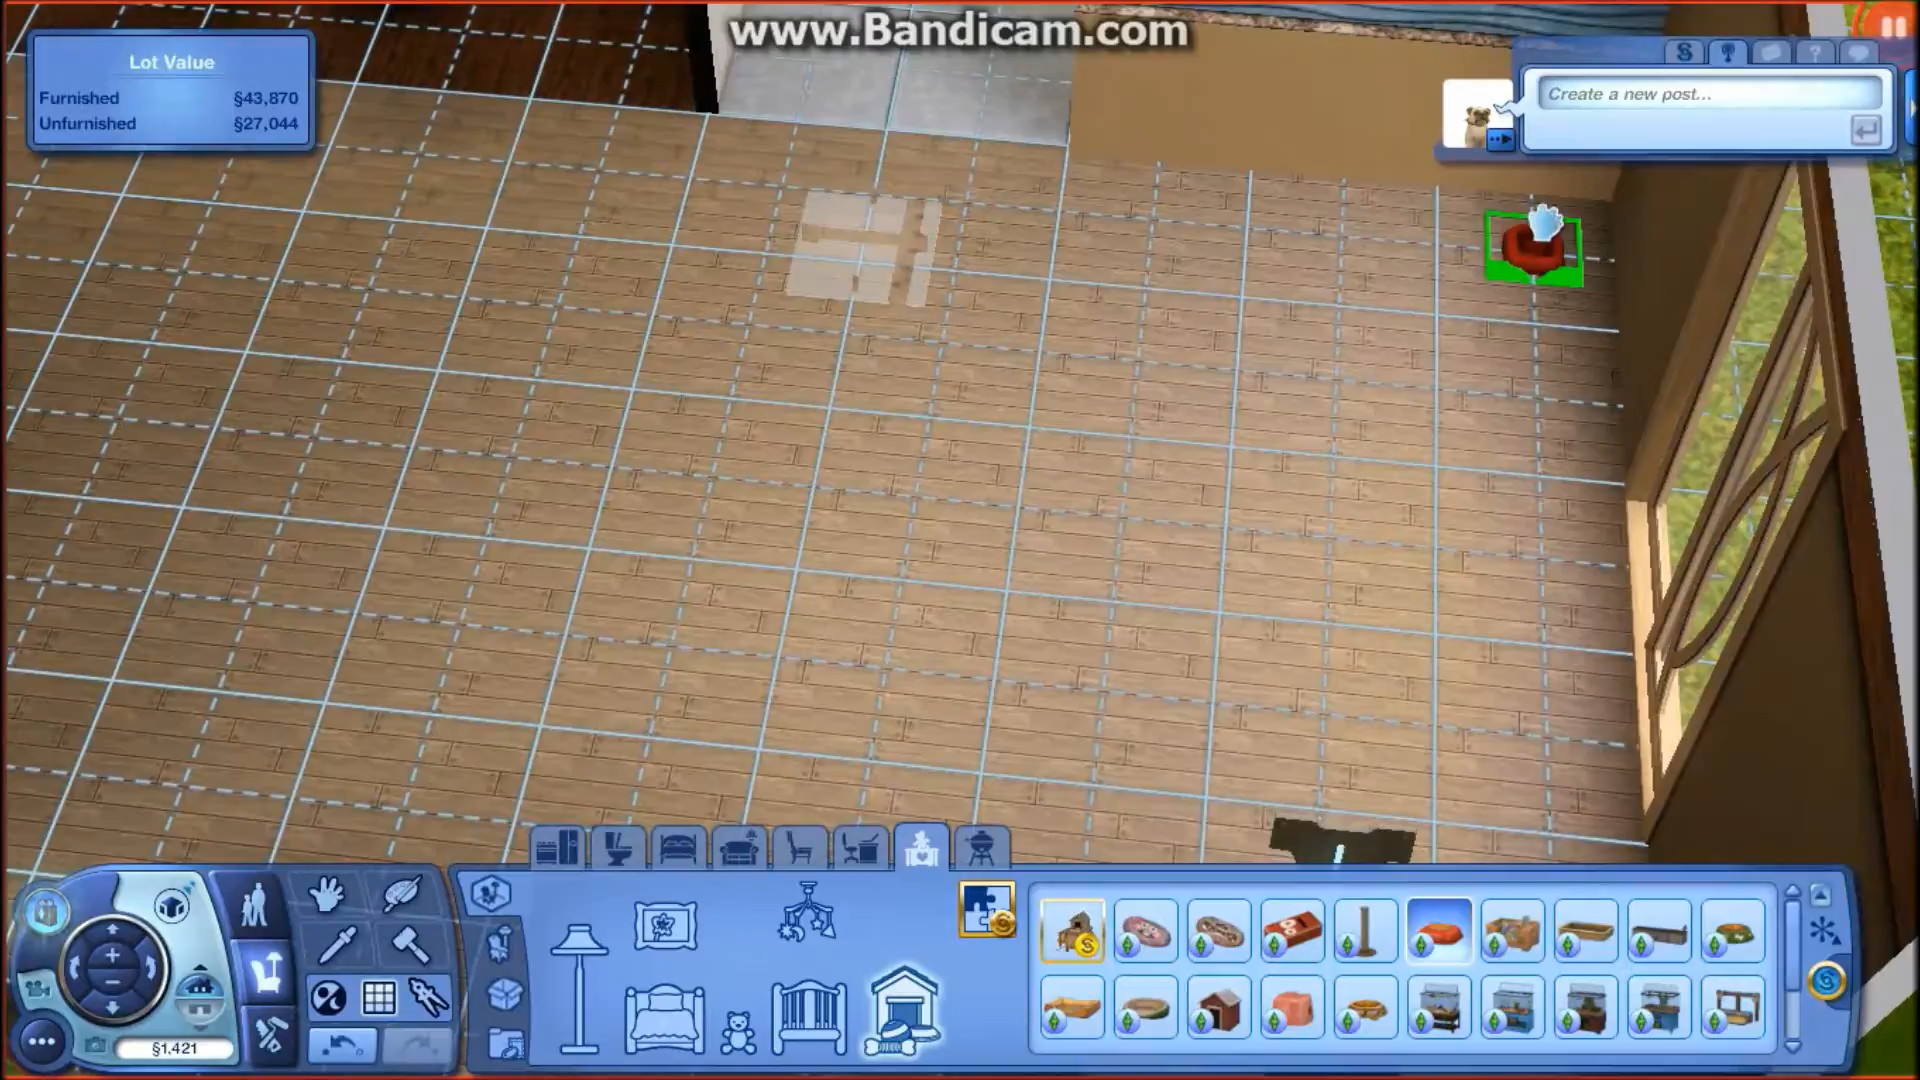 www.Bandicam.com
Lot Value
Furnished §43,870
Unfurnished §27,044
Create a new post...
§1,421